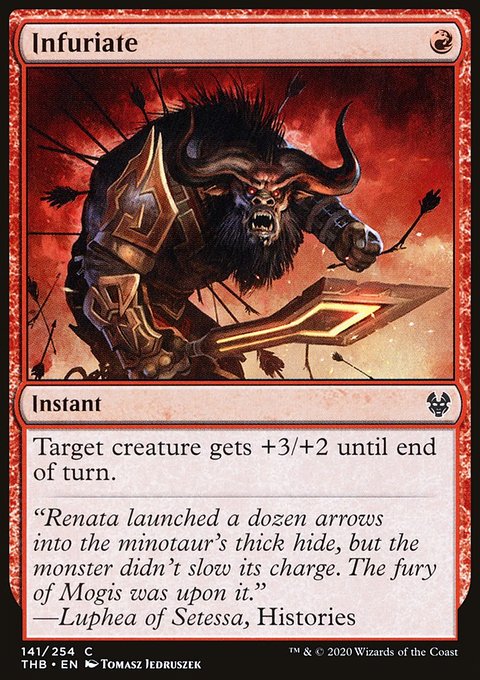 Infuriate
Instant
Target creature gets +3/+2 until end
of turn.
“Renata launched a dozen arrows
into the minotaur’s thick hide, but the
monster didn’t slow its charge. The fury
of Mogis was upon it.”
—Luphea of Setessa, Histories
141/254 C
THB • EN Tomasz Jedruszek
™ & © 2020 Wizards of the Coast